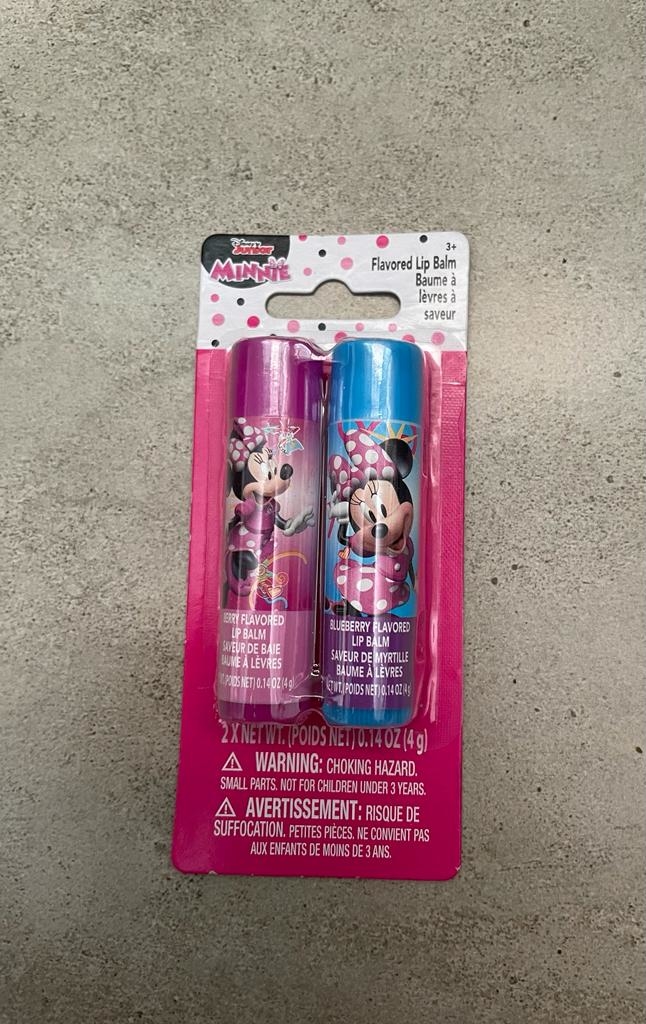 Disney
JUNIOR
MINNIE
3+
Flavored Lip Balm
Baume à
lèvres à
saveur
ERRY FLAVORED
LIP BALM
SAVEUR DE BAIE
BAUME À LÈVRES
WT. (POIDS NET) 0.14 OZ (4 g)
BLUEBERRY FLAVORED
LIP BALM
SAVEUR DE MYRTILLE
BAUME À LÈVRES
NET WT. (POIDS NET) 0.14 OZ (4 g)
2 X NET WT. (POIDS NET) 0.14 OZ (4 g)
WARNING: CHOKING HAZARD.
SMALL PARTS. NOT FOR CHILDREN UNDER 3 YEARS.
AVERTISSEMENT: RISQUE DE
SUFFOCATION. PETITES PIÈCES. NE CONVIENT PAS
AUX ENFANTS DE MOINS DE 3 ANS.